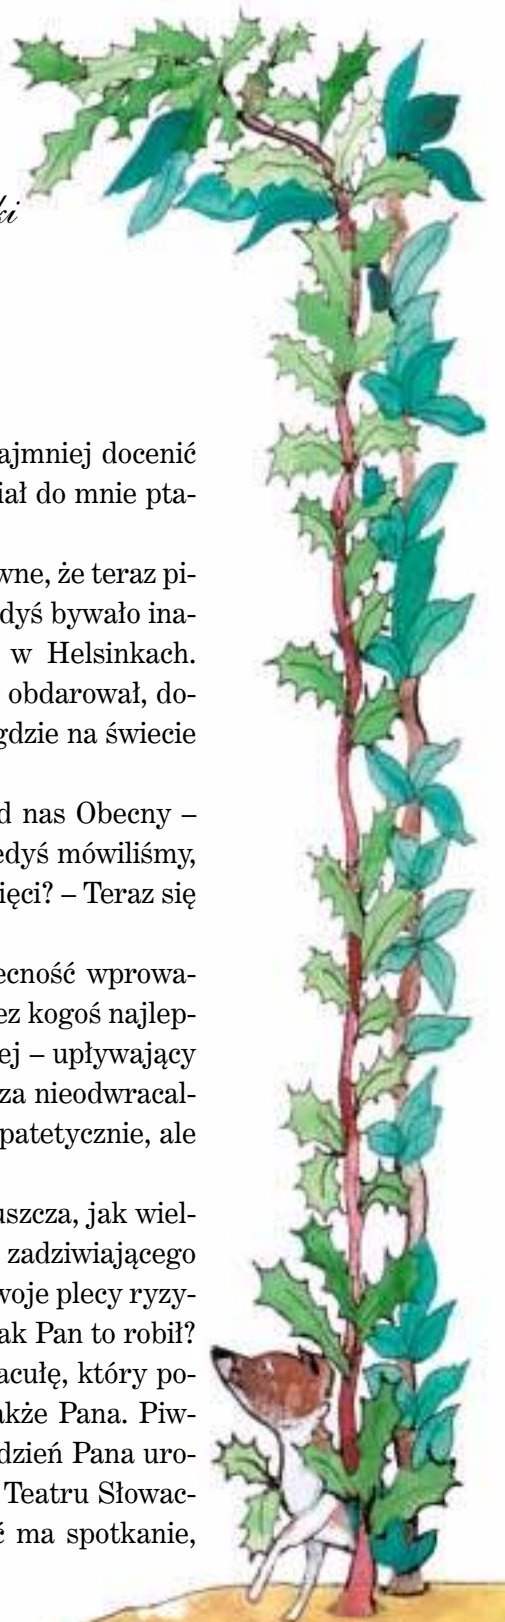 ki
ajmniej docenić
iał do mnie pta-
wne, że teraz pi-
dyś bywało ina-
w Helsinkach.
obdarował, do-
gdzie na świecie
d nas Obecny –
edyś mówiliśmy,
ięci? – Teraz się
ecność wprowa-
ez kogoś najlep-
ej – upływający
za nieodwracal-
patetycznie, ale
uszcza, jak wiel-
zadziwiającego
woje plecy ryzy-
ak Pan to robił?
acułę, który po-
akże Pana. Piw-
dzień Pana uro-
Teatru Słowac-
ć ma spotkanie,